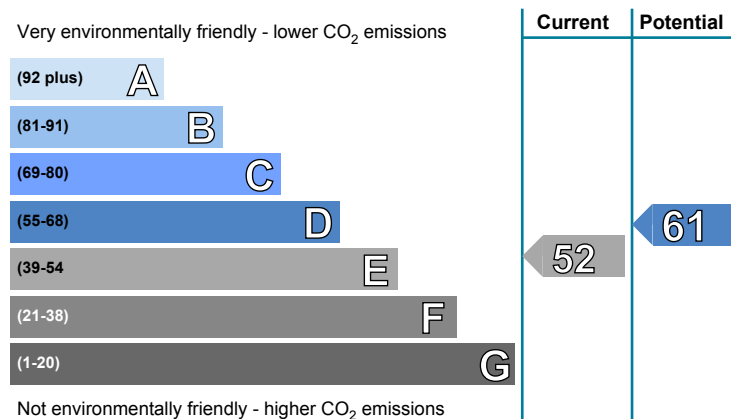 Very environmentally friendly - lower CO2 emissions
Current
Potential
(92 plus) A
(81-91) B
(69-80) C
(55-68) D
(39-54 E
(21-38) F
(1-20) G
52
61
Not environmentally friendly - higher CO2 emissions